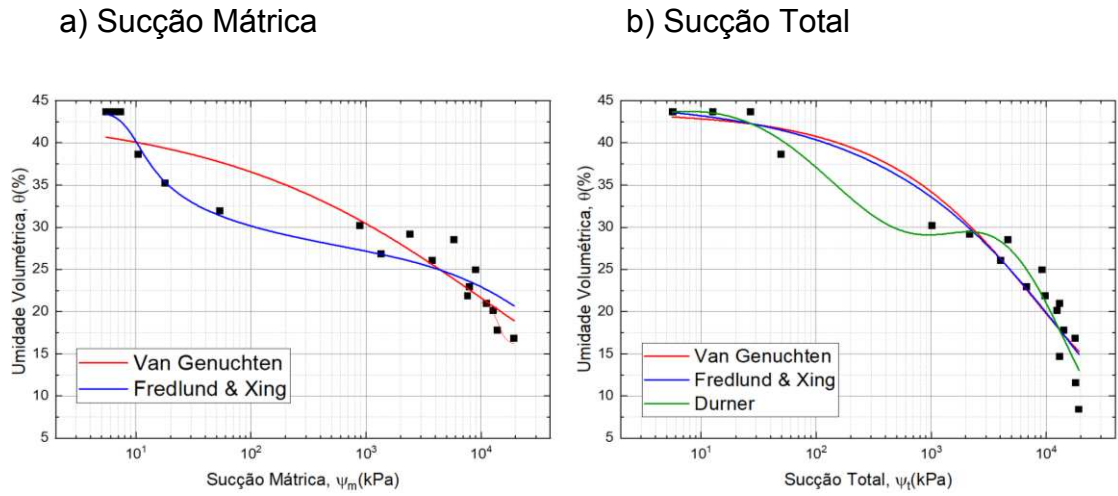 a) Sucção Mátrica
b) Sucção Total
45
40
35
30
25
20
15
10
5
Umidade Volumétrica, θ(%)
Van Genuchten
Fredlund & Xing
10¹
10²
10³
10⁴
Sucção Mátrica, ψm(kPa)
45
40
35
30
25
20
15
10
5
Umidade Volumétrica, θ(%)
Van Genuchten
Fredlund & Xing
Durner
10¹
10²
10³
10⁴
Sucção Total, ψt(kPa)